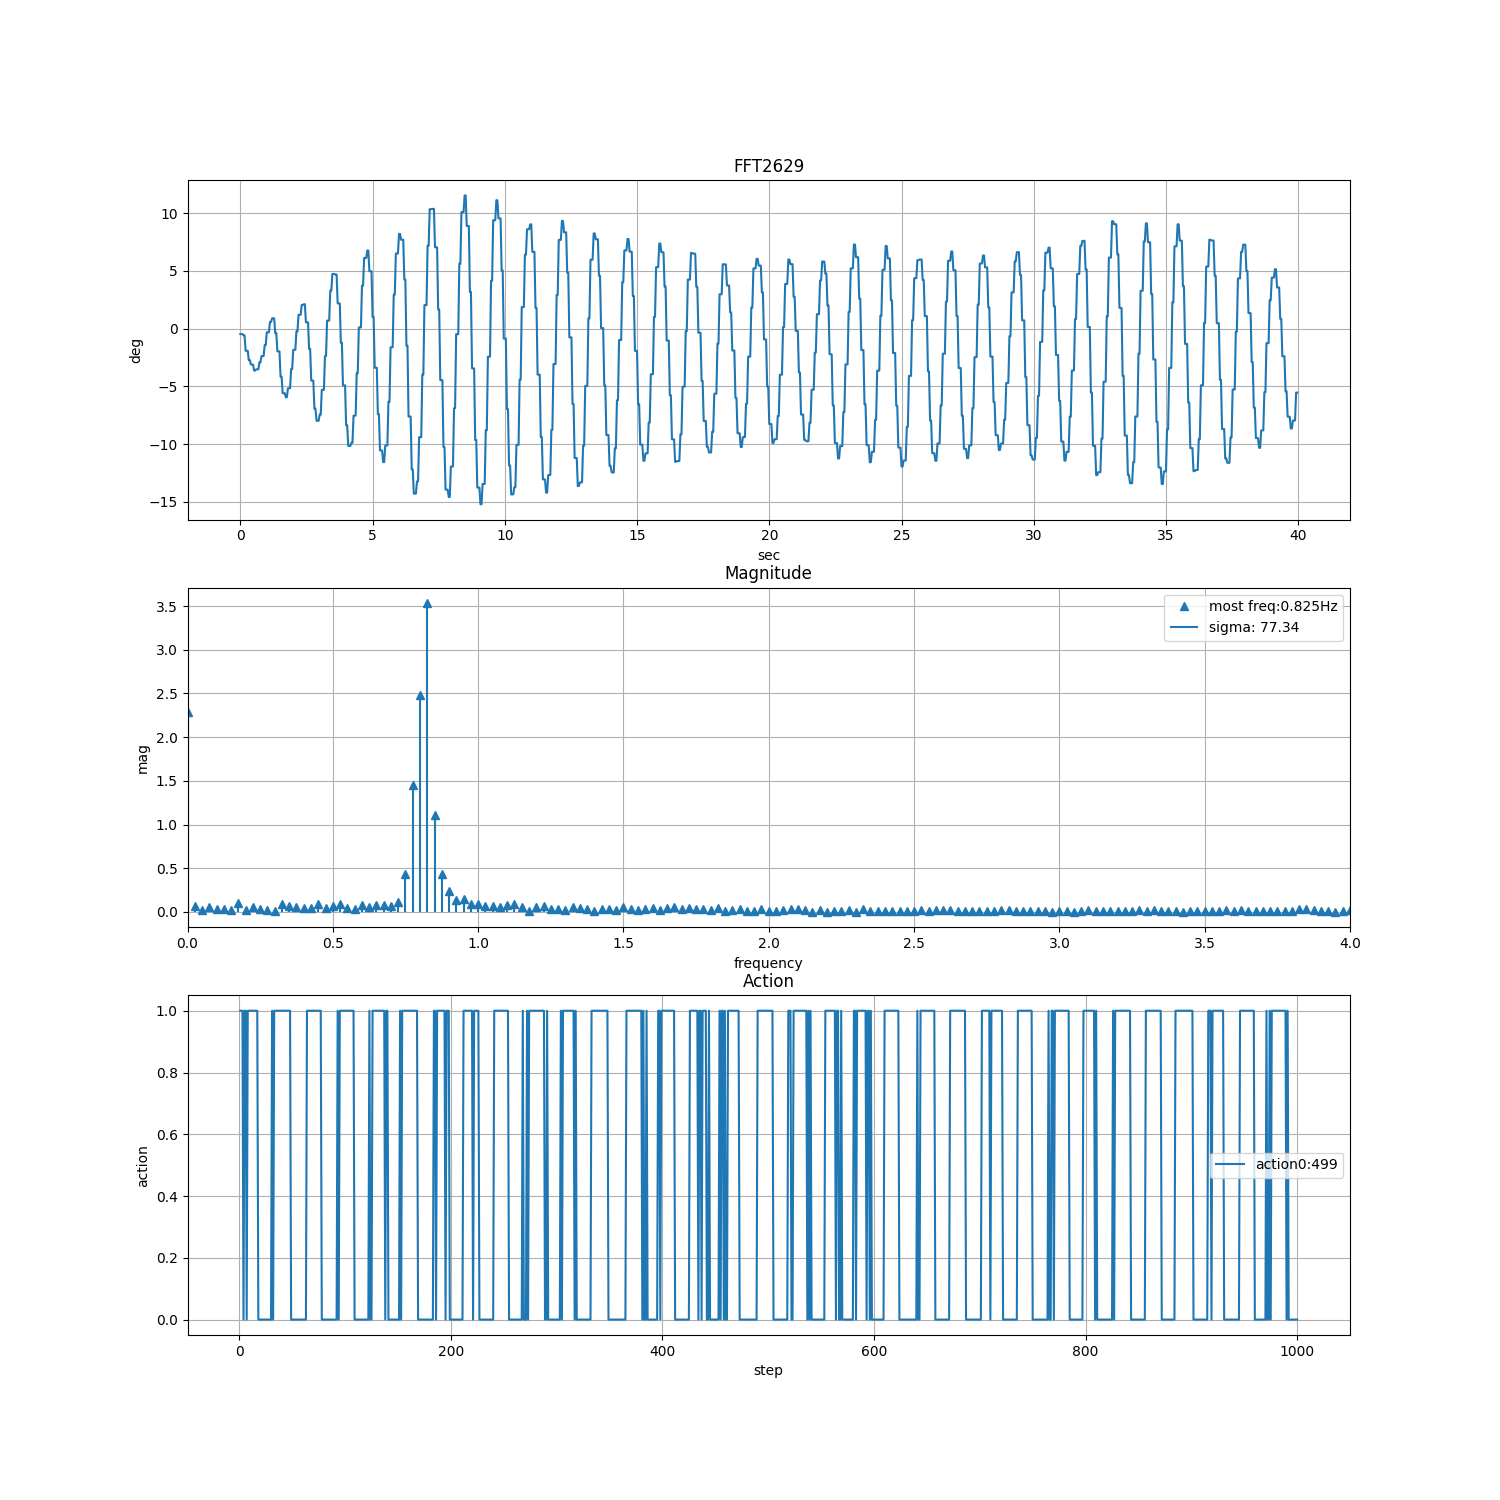 FFT2629
10
5
0
−5
−10
−15
deg
0 5 10 15 20 25 30 35 40
sec
Magnitude
3.5
3.0
2.5
2.0
1.5
1.0
0.5
0.0
mag
most freq:0.825Hz
sigma: 77.34
0.0 0.5 1.0 1.5 2.0 2.5 3.0 3.5 4.0
frequency
Action
1.0
0.8
0.6
0.4
0.2
0.0
action
action0:499
0 200 400 600 800 1000
step